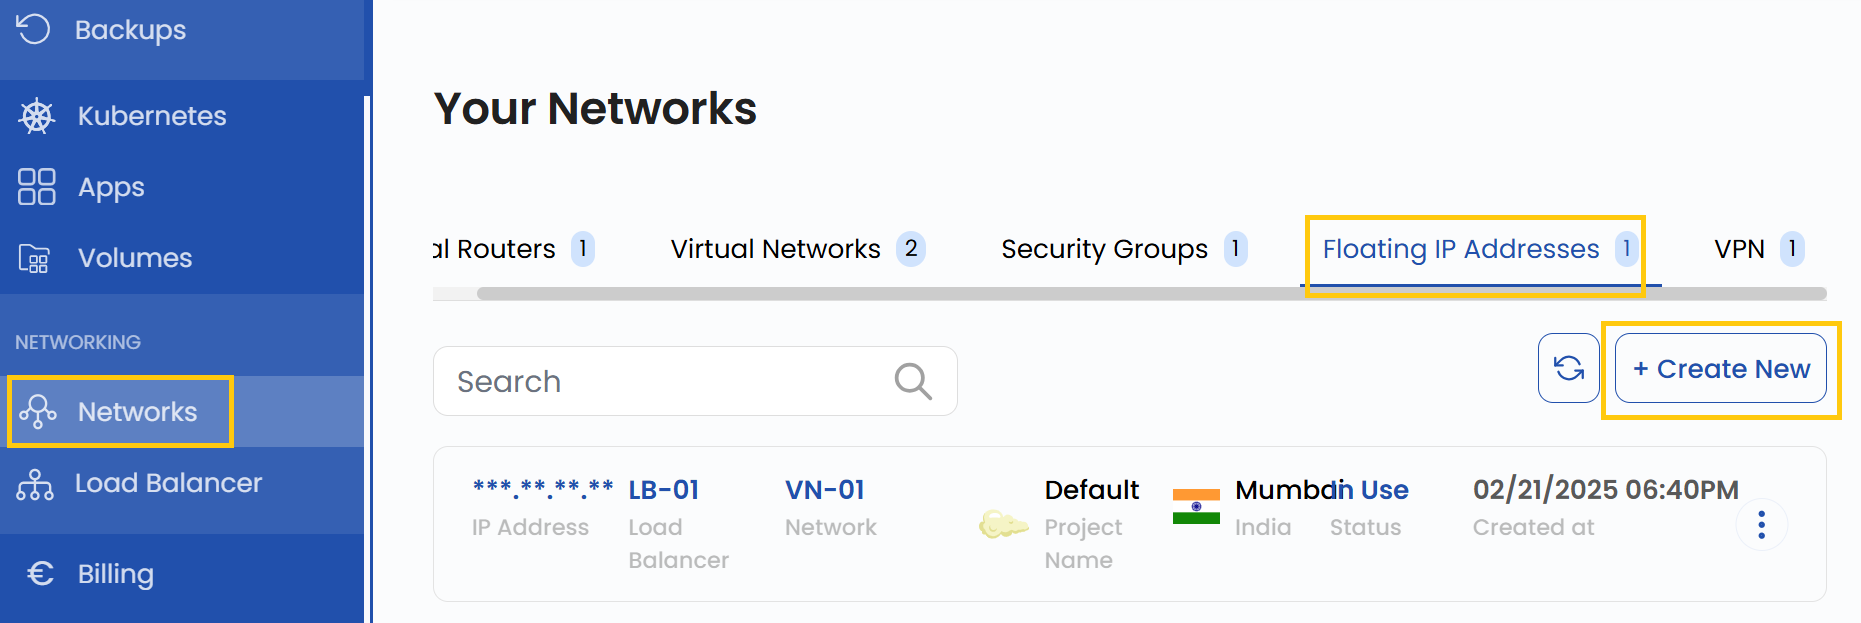 Backups
Kubernetes
Apps
Volumes
NETWORKING
Networks
Load Balancer
€ Billing
Your Networks
al Routers 1 Virtual Networks 2 Security Groups 1 Floating IP Addresses 1 VPN 1
Search
+ Create New
***.**.**.** LB-01 VN-01 Default Mumbai In Use 02/21/2025 06:40PM
IP Address Load Network Project India Status Created at
Balancer Name